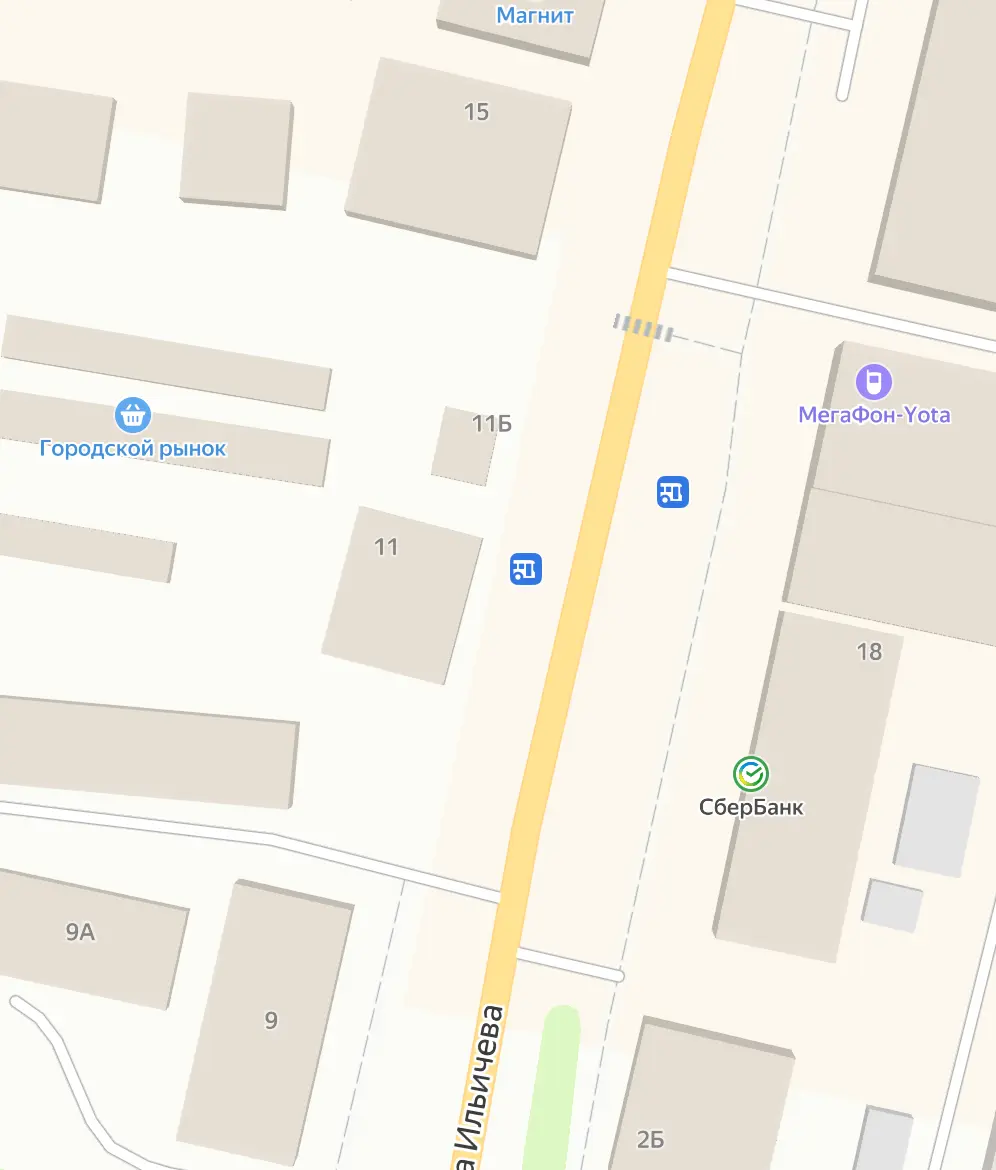 Магнит
15
МегаФон-Yota
11Б
Городской рынок
11
18
СберБанк
9А
9
а Ильичева
2Б